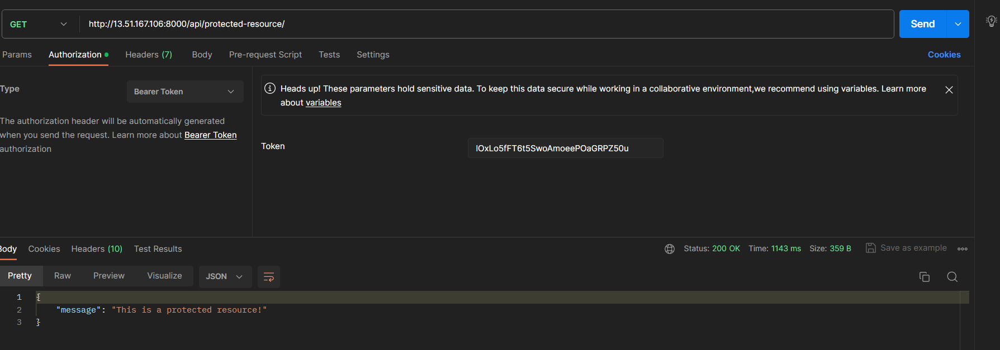 GET http://13.51.167.106:8000/api/protected-resource/ Send
Params Authorization Headers (7) Body Pre-request Script Tests Settings Cookies
Type Bearer Token
The authorization header will be automatically generated
when you send the request. Learn more about Bearer Token
authorization
Heads up! These parameters hold sensitive data. To keep this data secure while working in a collaborative environment,we recommend using variables. Learn more
about variables
Token lOxLo5fFT6t5SwoAmoeePOaGRPZ50u
Body Cookies Headers (10) Test Results Status: 200 OK Time: 1143 ms Size: 359 B Save as example
Pretty Raw Preview Visualize JSON
1 {
2 "message": "This is a protected resource!"
3 }